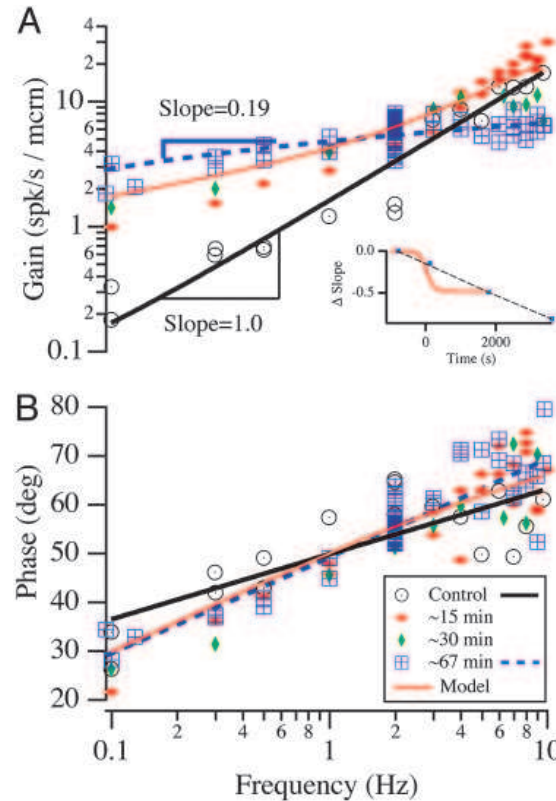 A
4
2
10
8
6
4
2
1
8
6
4
2
0.1
Gain (spk/s / mcrn)
Slope=0.19
Slope=1.0
0.0
-0.5
Δ Slope
0
2000
Time (s)
B
80
70
60
50
40
30
20
Phase (deg)
Control
~15 min
~30 min
~67 min
Model
0.1
2
4
6
8
1
2
4
6
8
10
Frequency (Hz)